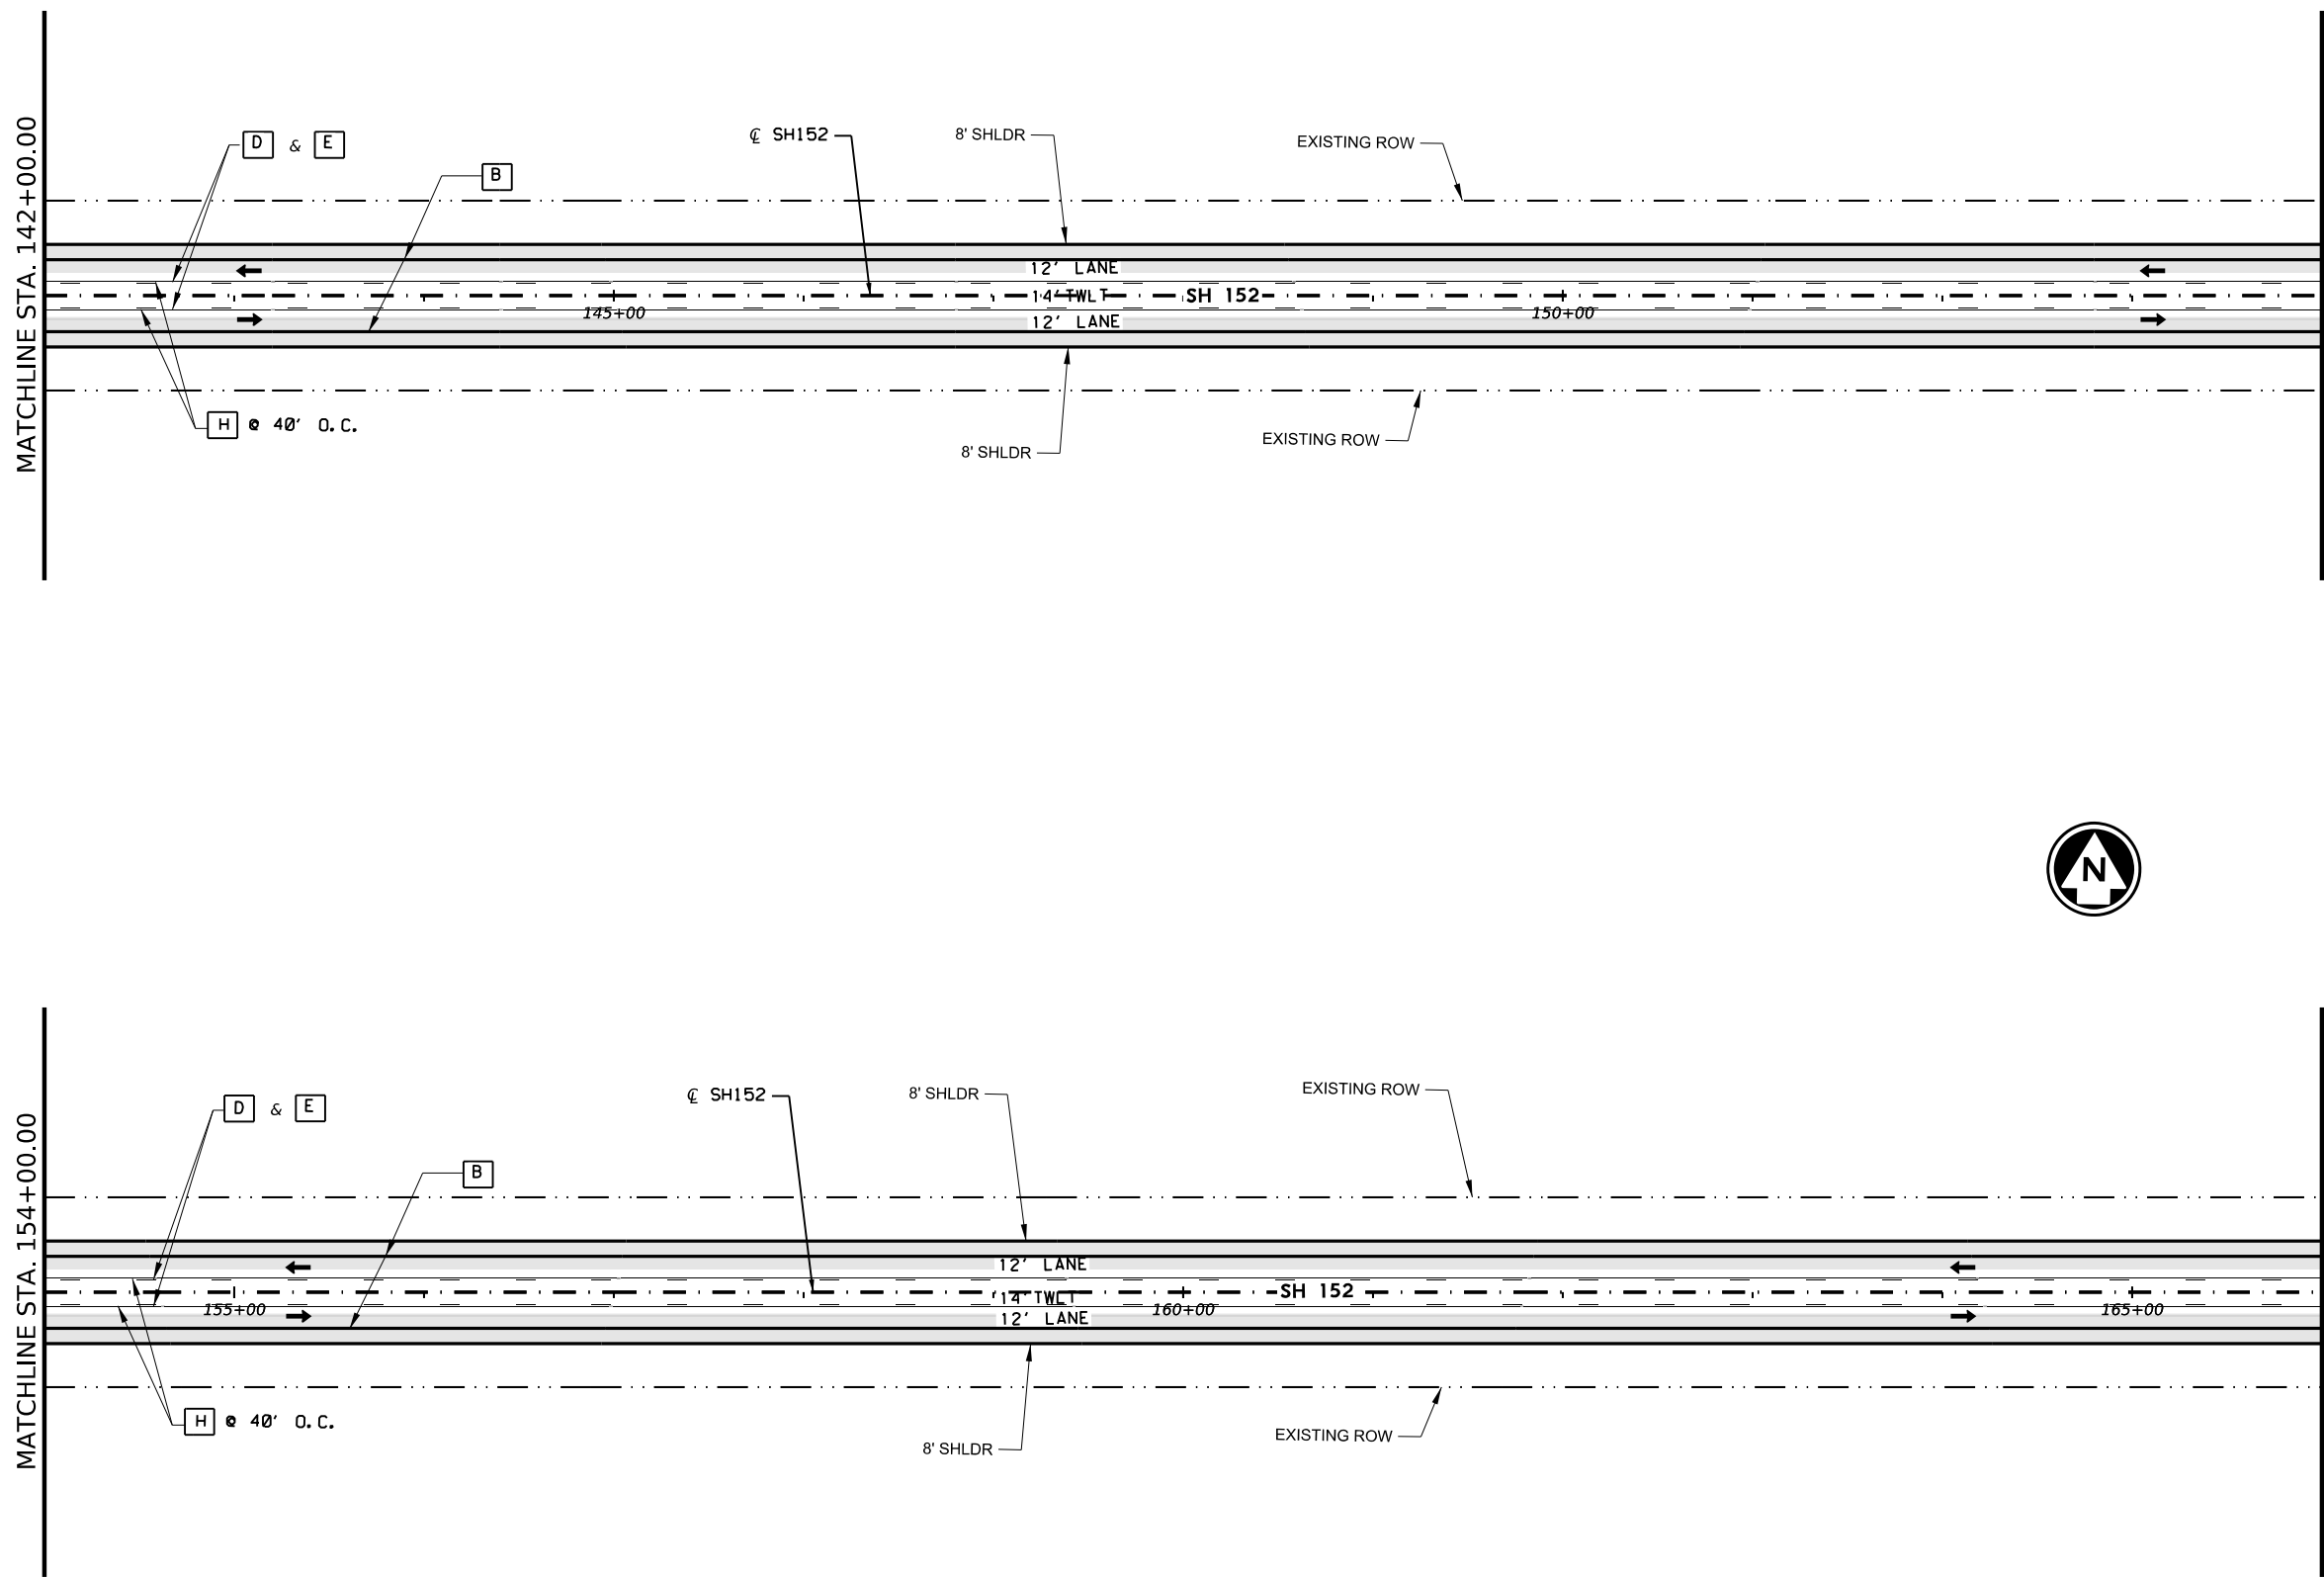 MATCHLINE STA. 142+00.00
D & E
B
℄ SH152
8' SHLDR
EXISTING ROW
12' LANE
14' TWLT
SH 152
145+00
150+00
12' LANE
H @ 40' O.C.
8' SHLDR
EXISTING ROW
N
MATCHLINE STA. 154+00.00
D & E
B
℄ SH152
8' SHLDR
EXISTING ROW
12' LANE
14' TWLT
SH 152
155+00
160+00
165+00
12' LANE
H @ 40' O.C.
8' SHLDR
EXISTING ROW